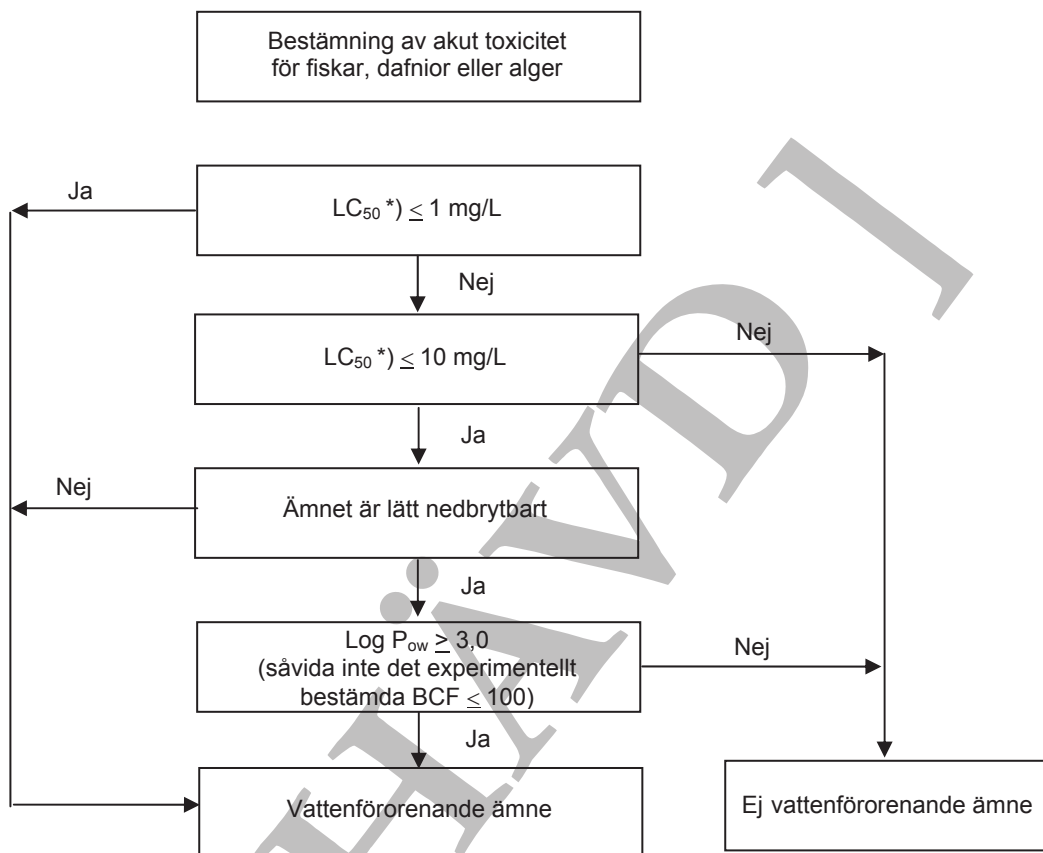 Bestämning av akut toxicitet
för fiskar, dafnior eller alger
Ja
LC₅₀ *) ≤ 1 mg/L
Nej
LC₅₀ *) ≤ 10 mg/L
Nej
Ja
Nej
Ämnet är lätt nedbrytbart
Ja
Log Pₒw ≥ 3,0
(såvida inte det experimentellt
bestämda BCF ≤ 100)
Nej
Ja
Vattenförorenande ämne
Ej vattenförorenande ämne
HÄVD ]